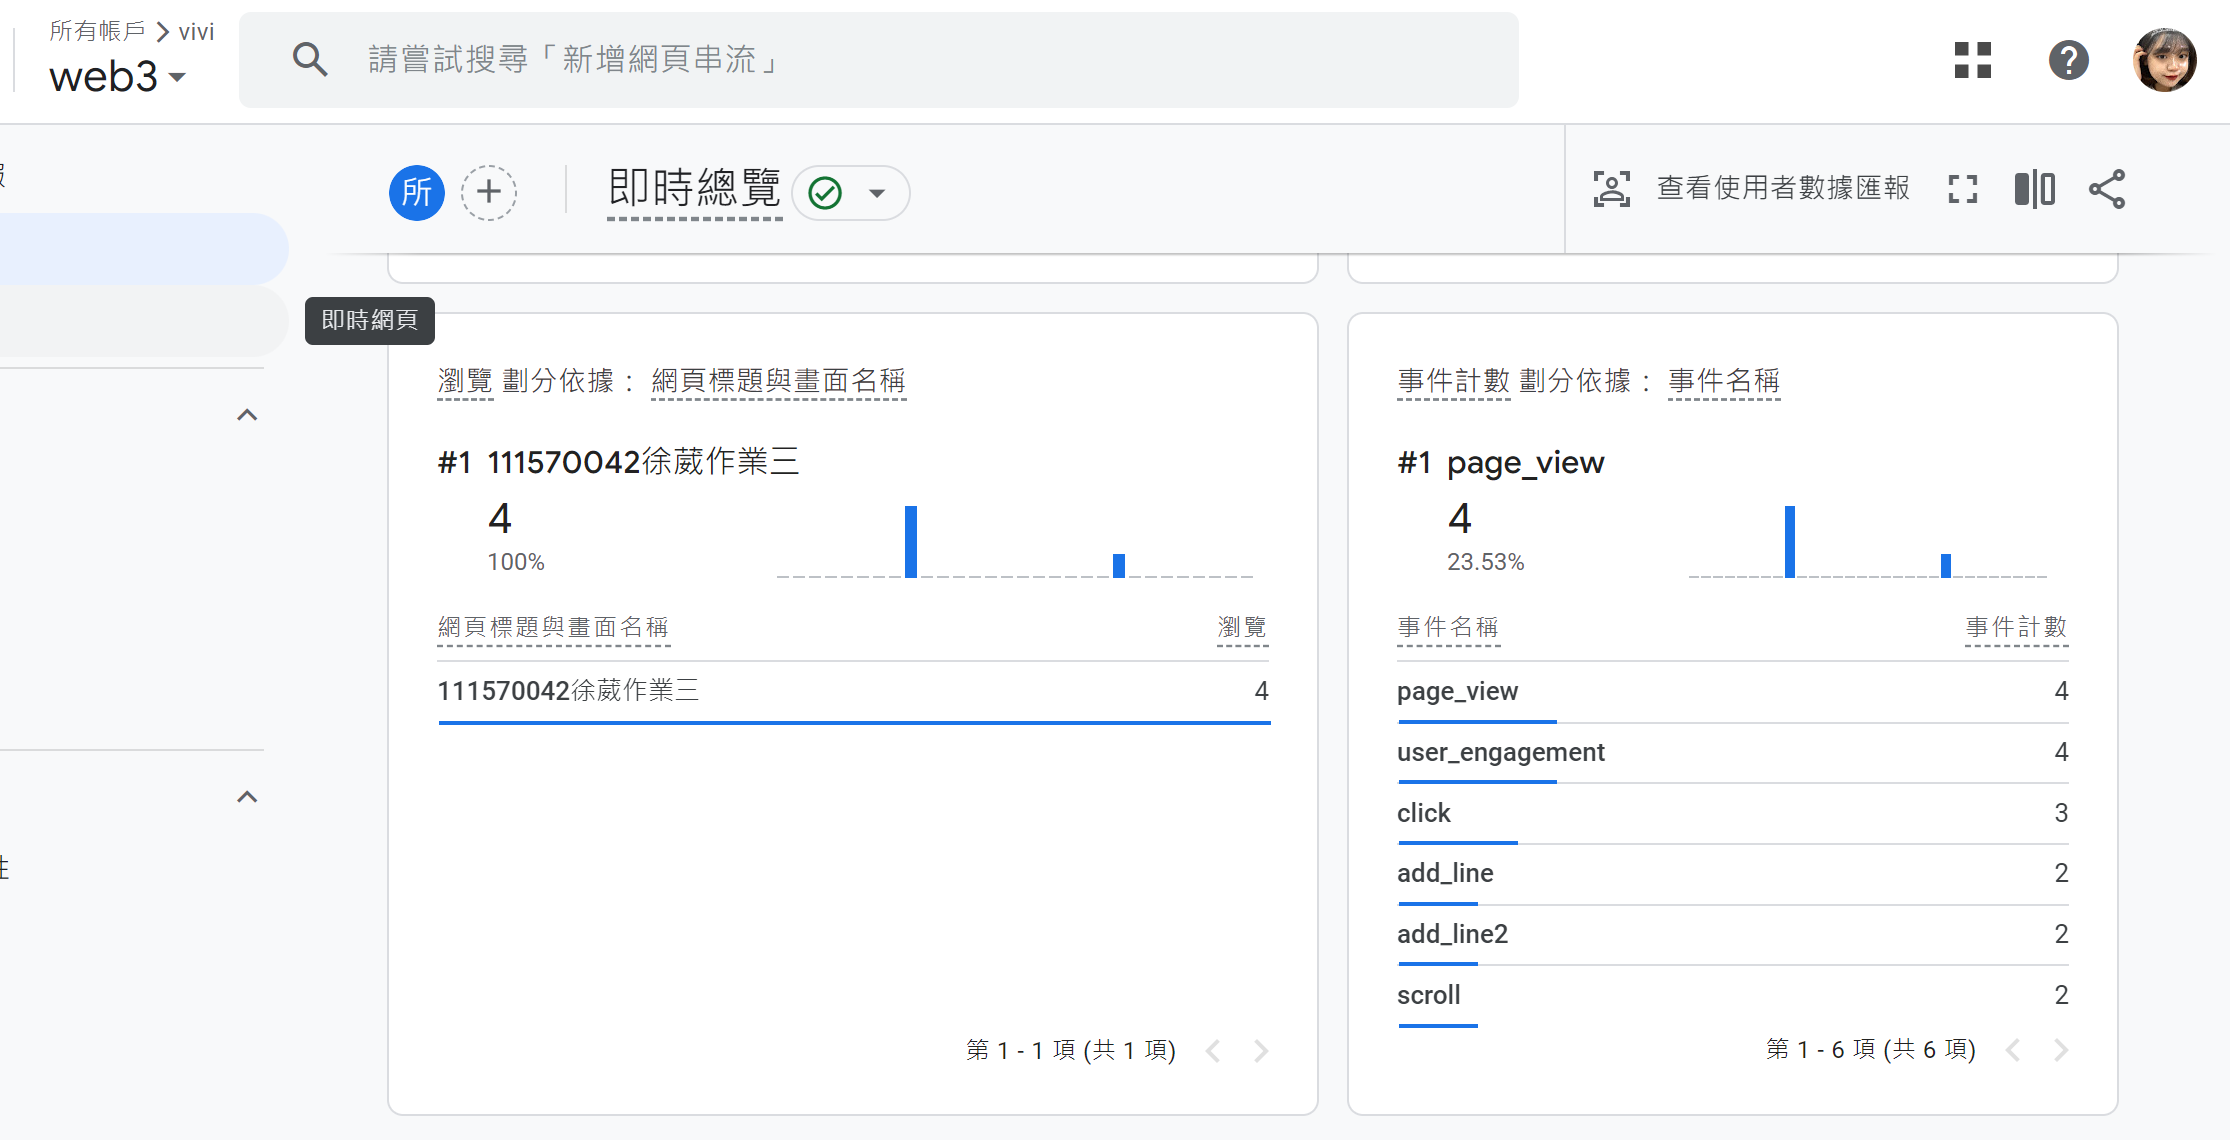 所有帳戶 > vivi
web3
請嘗試搜尋「新增網頁串流」
所
即時總覽
查看使用者數據匯報
即時網頁
瀏覽 劃分依據：網頁標題與畫面名稱
#1 111570042徐葳作業三
4
100%
網頁標題與畫面名稱 瀏覽
111570042徐葳作業三 4
第 1 - 1 項 (共 1 項)
事件計數 劃分依據：事件名稱
#1 page_view
4
23.53%
事件名稱 事件計數
page_view 4
user_engagement 4
click 3
add_line 2
add_line2 2
scroll 2
第 1 - 6 項 (共 6 項)